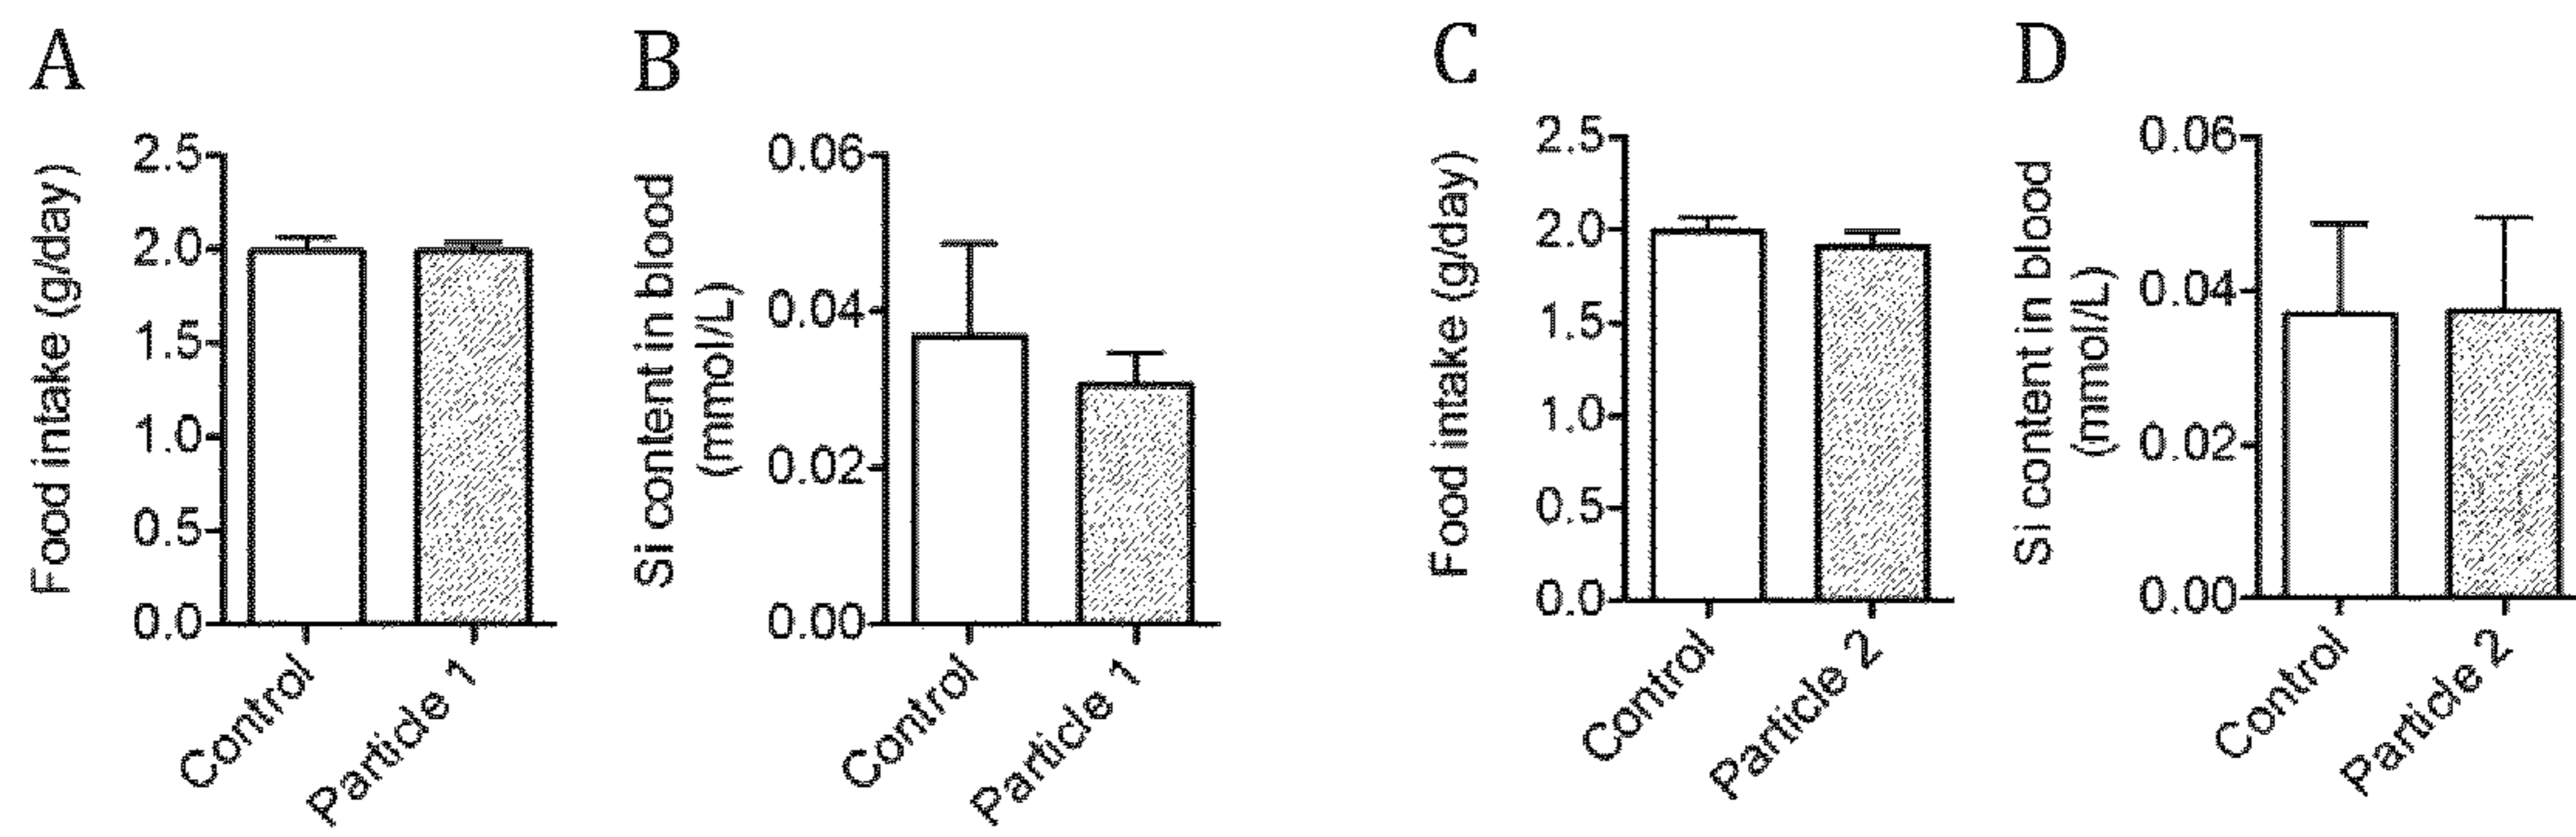 A
Food intake (g/day)
2.5
2.0
1.5
1.0
0.5
0.0
Control
Particle 1
B
Si content in blood
(mmol/L)
0.06
0.04
0.02
0.00
Control
Particle 1
C
Food intake (g/day)
2.5
2.0
1.5
1.0
0.5
0.0
Control
Particle 2
D
Si content in blood
(mmol/L)
0.06
0.04
0.02
0.00
Control
Particle 2